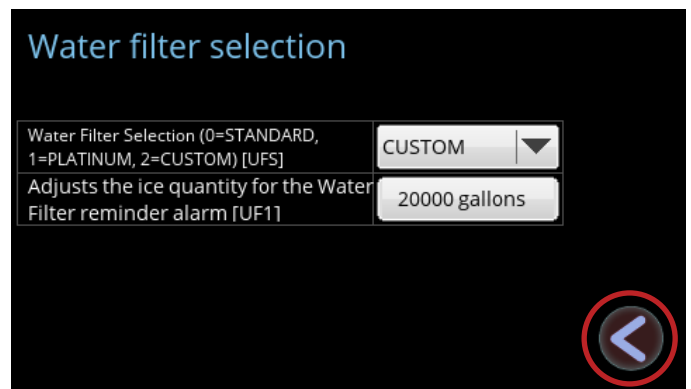 Water filter selection
Water Filter Selection (0=STANDARD,
1=PLATINUM, 2=CUSTOM) [UFS]
CUSTOM
Adjusts the ice quantity for the Water
Filter reminder alarm [UF1]
20000 gallons